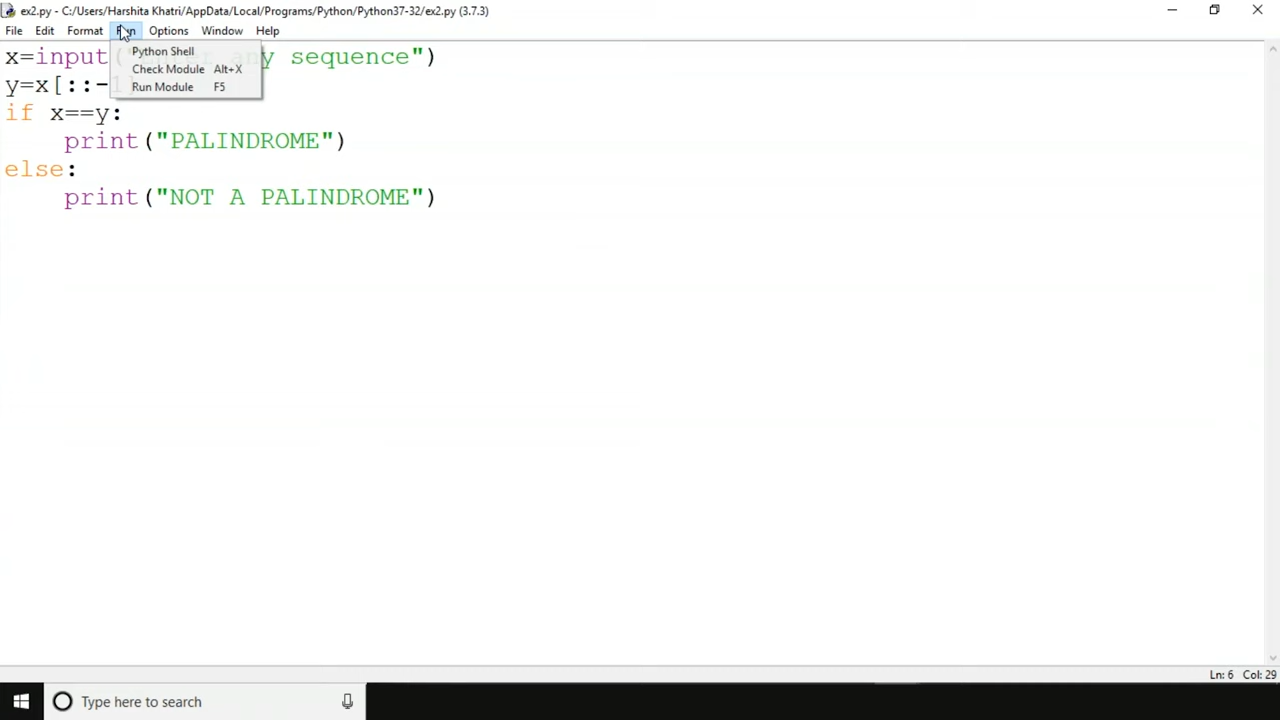 ex2.py - C:/Users/Harshita Khatri/AppData/Local/Programs/Python/Python37-32/ex2.py (3.7.3)
File Edit Format Run Options Window Help
Python Shell
Check Module Alt+X
Run Module F5
x=input( any sequence")
y=x[::-1]
if x==y:
    print("PALINDROME")
else:
    print("NOT A PALINDROME")
Ln: 6 Col: 29
Type here to search